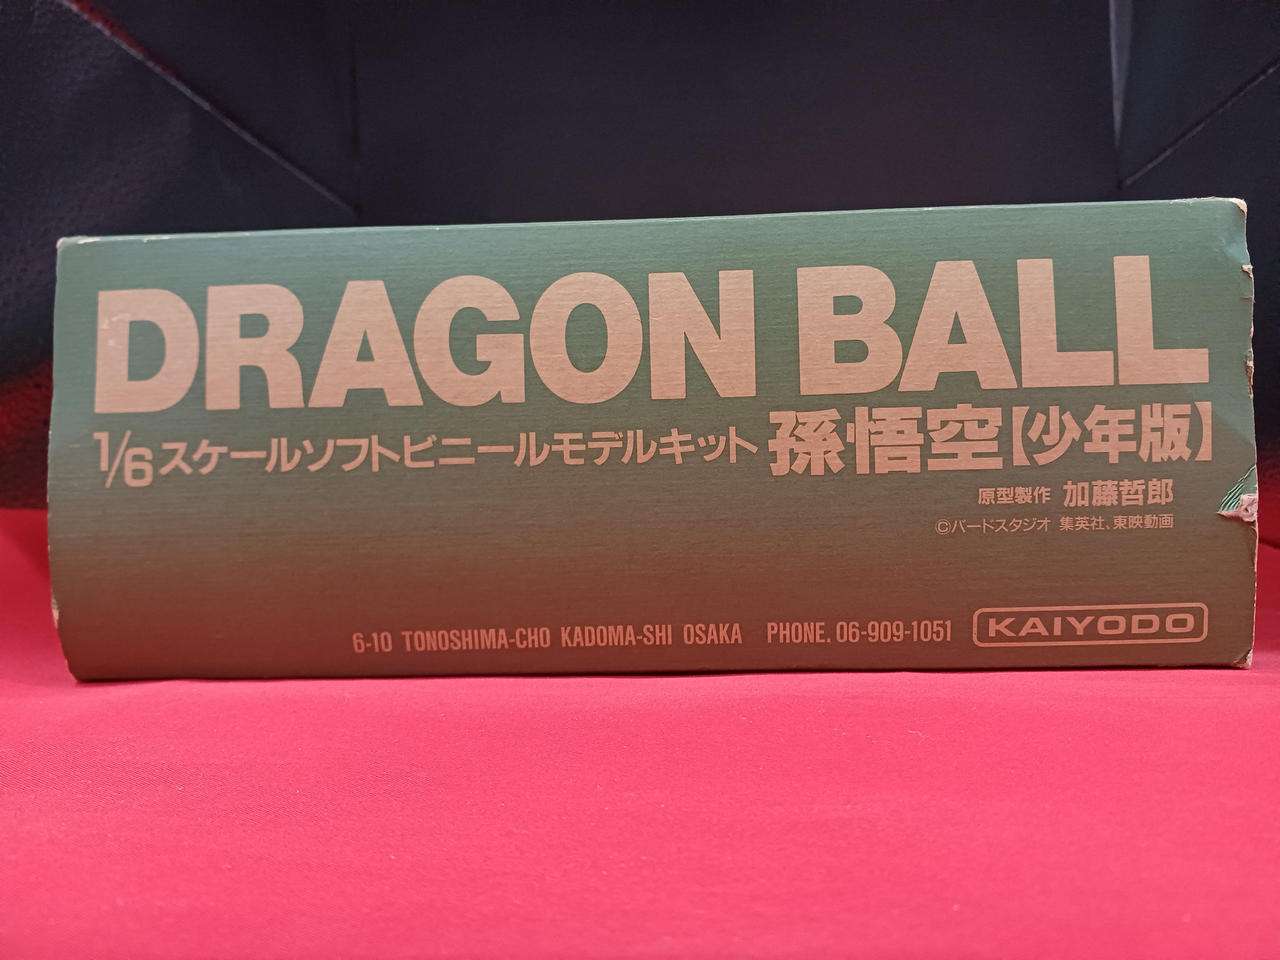 DRAGON BALL
1/6スケールソフトビニールモデルキット 孫悟空【少年版】
原型製作 加藤哲郎
©バードスタジオ 集英社、東映動画
6-10 TONOSHIMA-CHO KADOMA-SHI OSAKA PHONE. 06-909-1051 KAIYODO